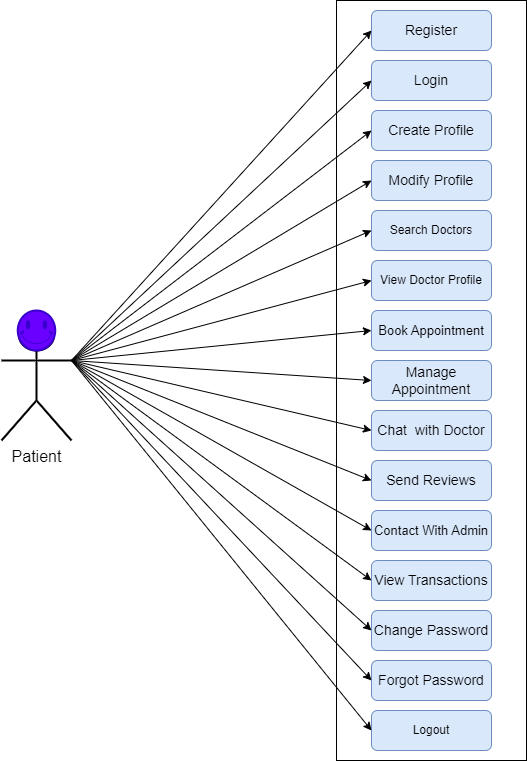 Register
Login
Create Profile
Modify Profile
Search Doctors
View Doctor Profile
Book Appointment
Manage
Appointment
Chat  with Doctor
Send Reviews
Contact With Admin
View Transactions
Change Password
Forgot Password
Logout
Patient